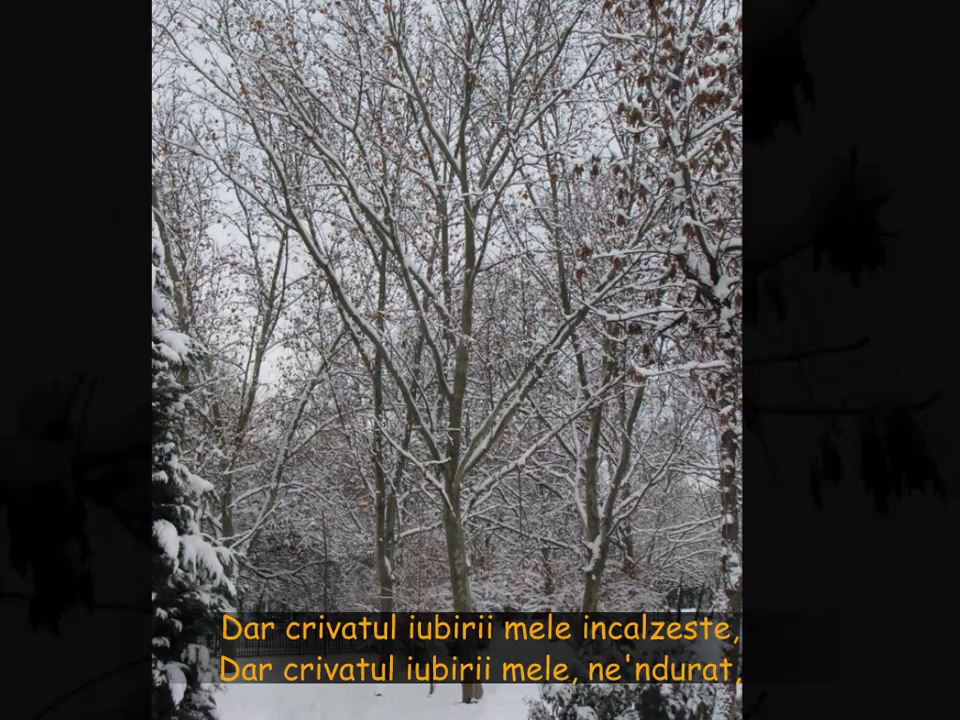 Dar crivatul iubirii mele incalzeste,
Dar crivatul iubirii mele, ne'ndurat,